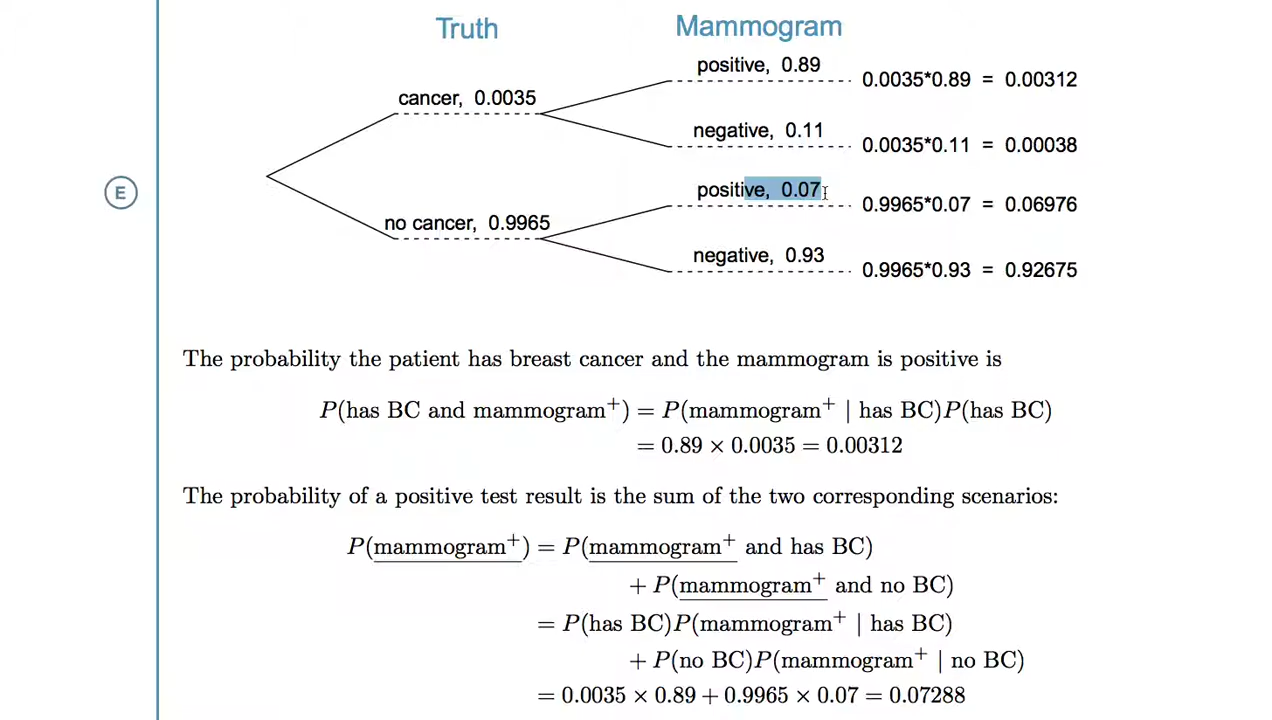 Truth
Mammogram
positive, 0.89
0.0035*0.89 = 0.00312
cancer, 0.0035
negative, 0.11
0.0035*0.11 = 0.00038
E
positive, 0.07
0.9965*0.07 = 0.06976
no cancer, 0.9965
negative, 0.93
0.9965*0.93 = 0.92675
The probability the patient has breast cancer and the mammogram is positive is
P(has BC and mammogram⁺) = P(mammogram⁺ | has BC)P(has BC)
= 0.89 × 0.0035 = 0.00312
The probability of a positive test result is the sum of the two corresponding scenarios:
P(mammogram⁺) = P(mammogram⁺ and has BC)
+ P(mammogram⁺ and no BC)
= P(has BC)P(mammogram⁺ | has BC)
+ P(no BC)P(mammogram⁺ | no BC)
= 0.0035 × 0.89 + 0.9965 × 0.07 = 0.07288